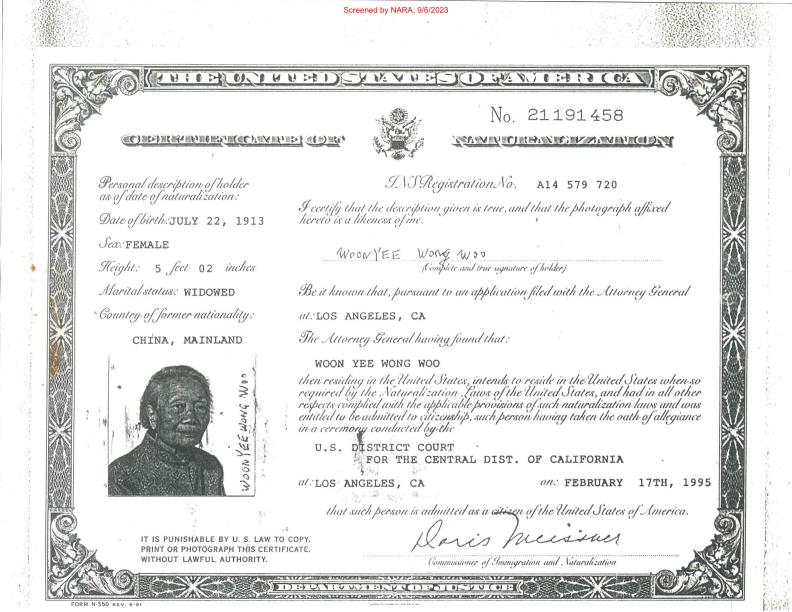 Screened by NARA, 9/6/2023
THE UNITED STATES OF AMERICA
No. 21191458
CERTIFICATE OF NATURALIZATION
Personal description of holder
as of date of naturalization:
Date of birth: JULY 22, 1913
Sex: FEMALE
Height: 5 feet 02 inches
Marital status: WIDOWED
Country of former nationality:
CHINA, MAINLAND
WOON YEE WONG WOO
INS Registration No. A14 579 720
I certify that the description given is true, and that the photograph affixed
hereto is a likeness of me.
WOON YEE WONG WOO
(Complete and true signature of holder)
Be it known that, pursuant to an application filed with the Attorney General
at: LOS ANGELES, CA
The Attorney General having found that:
WOON YEE WONG WOO
then residing in the United States, intends to reside in the United States when so
required by the Naturalization Laws of the United States, and had in all other
respects complied with the applicable provisions of such naturalization laws and was
entitled to be admitted to citizenship, such person having taken the oath of allegiance
in a ceremony conducted by the
U.S. DISTRICT COURT
FOR THE CENTRAL DIST. OF CALIFORNIA
at: LOS ANGELES, CA on: FEBRUARY 17TH, 1995
that such person is admitted as a citizen of the United States of America.
Doris Meissner
Commissioner of Immigration and Naturalization
IT IS PUNISHABLE BY U. S. LAW TO COPY,
PRINT OR PHOTOGRAPH THIS CERTIFICATE,
WITHOUT LAWFUL AUTHORITY.
DEPARTMENT OF JUSTICE
FORM N-550 REV. 6-91